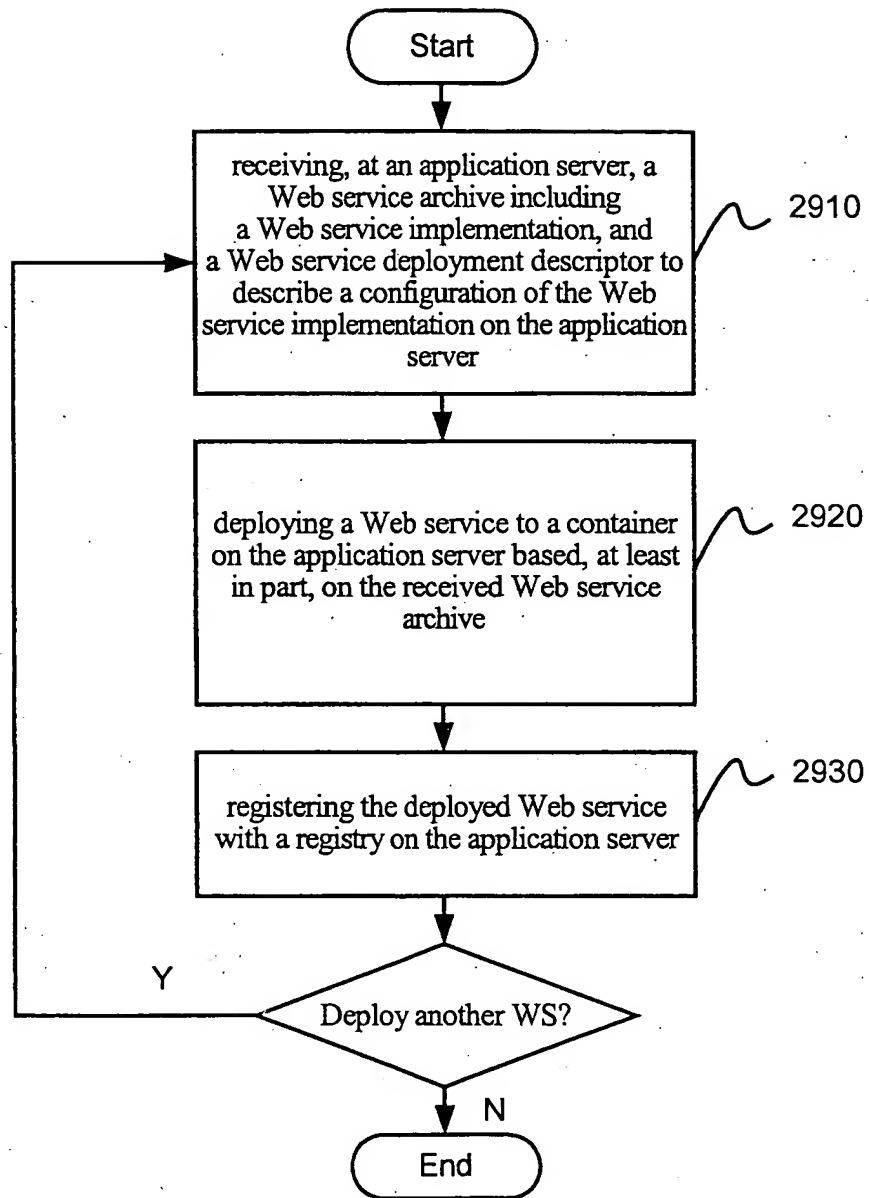 Start
receiving, at an application server, a
Web service archive including
a Web service implementation, and
a Web service deployment descriptor to
describe a configuration of the Web
service implementation on the application
server
2910
deploying a Web service to a container
on the application server based, at least
in part, on the received Web service
archive
2920
registering the deployed Web service
with a registry on the application server
2930
Y
Deploy another WS?
N
End